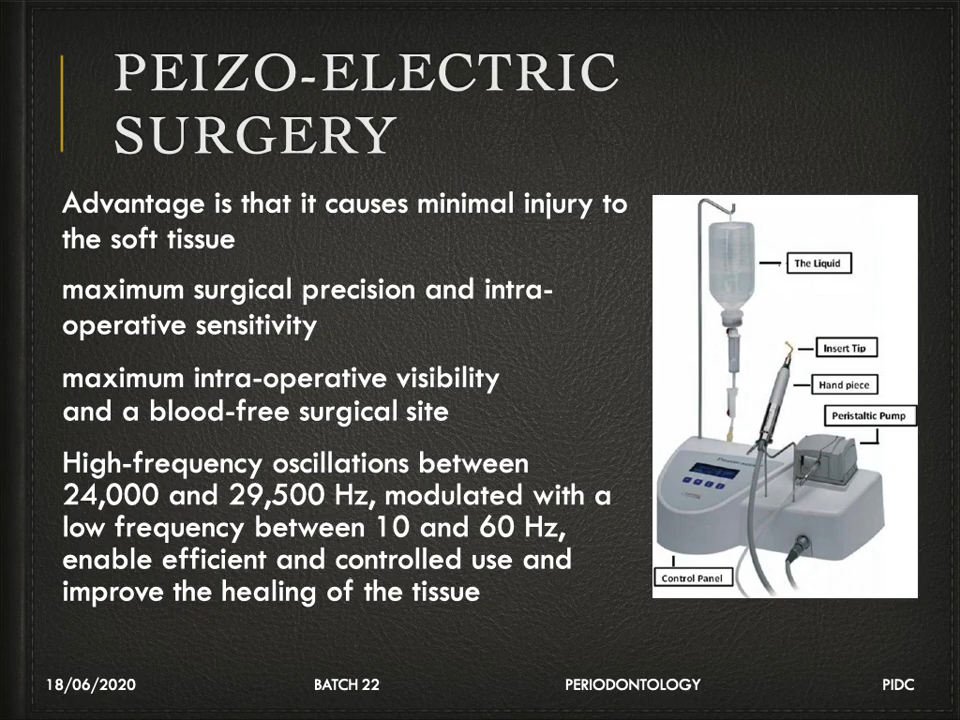 PEIZO-ELECTRIC
SURGERY
Advantage is that it causes minimal injury to
the soft tissue
maximum surgical precision and intra-
operative sensitivity
maximum intra-operative visibility
and a blood-free surgical site
High-frequency oscillations between
24,000 and 29,500 Hz, modulated with a
low frequency between 10 and 60 Hz,
enable efficient and controlled use and
improve the healing of the tissue
The Liquid
Insert Tip
Hand piece
Peristaltic Pump
Control Panel
18/06/2020 BATCH 22 PERIODONTOLOGY PIDC